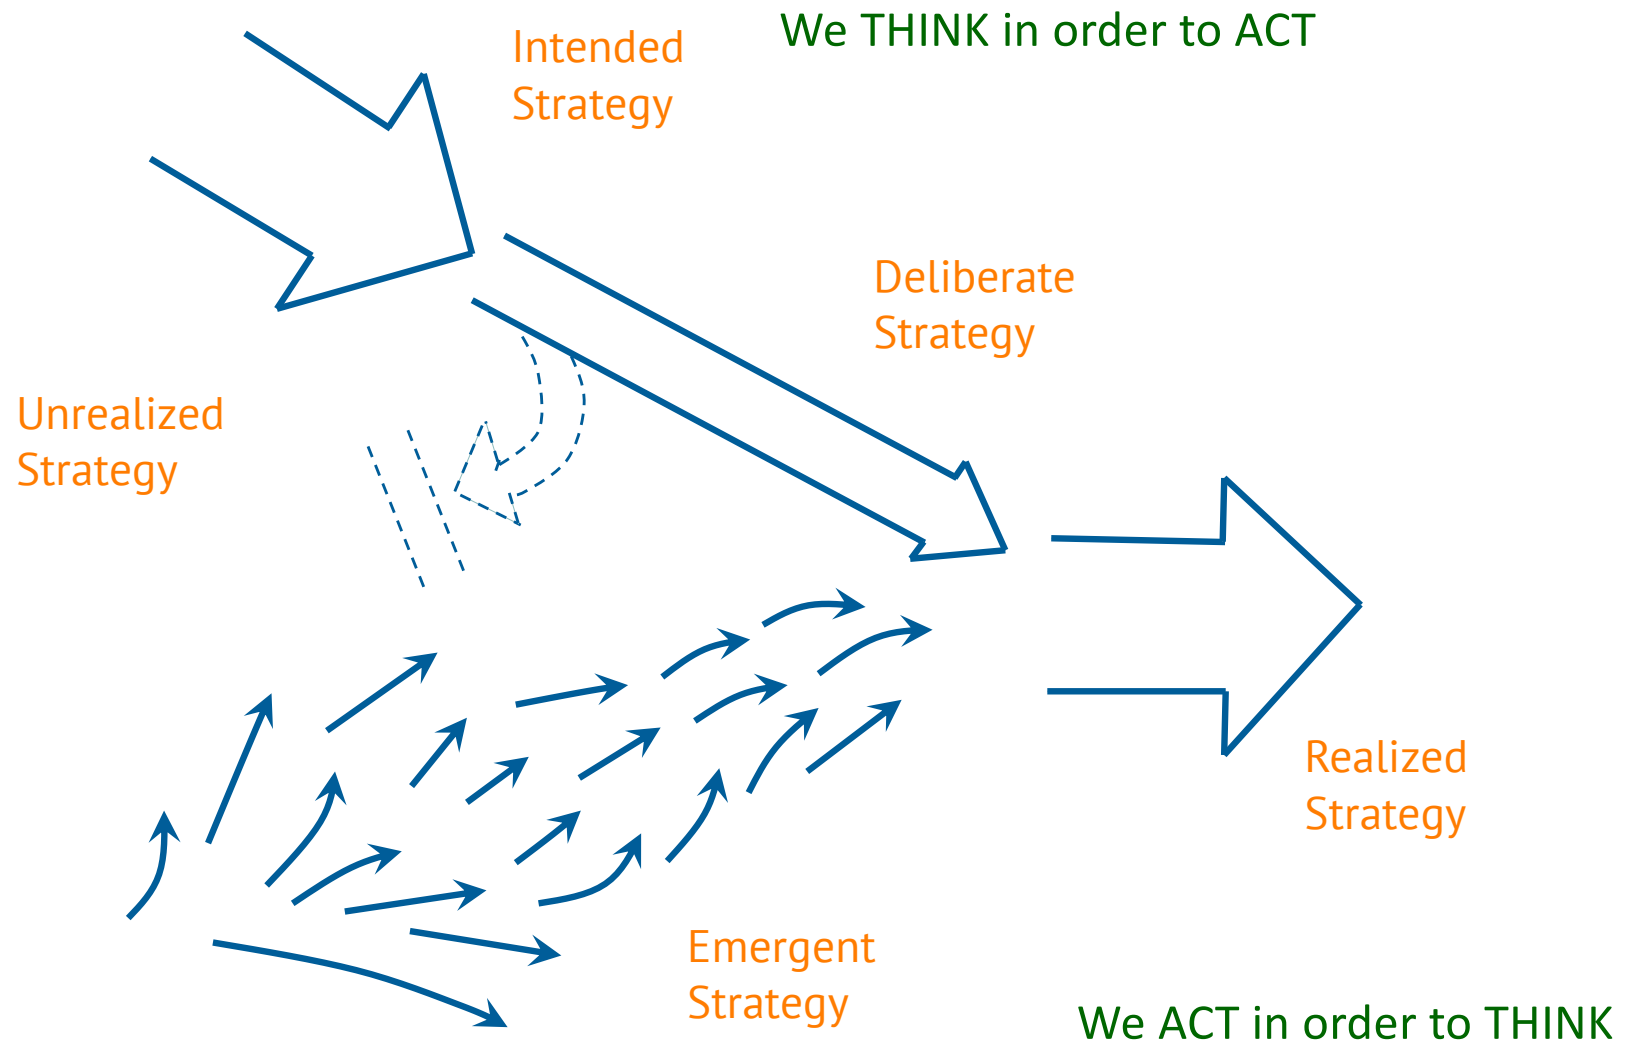 We THINK in order to ACT
Intended
Strategy
Deliberate
Strategy
Unrealized
Strategy
Realized
Strategy
Emergent
Strategy
We ACT in order to THINK